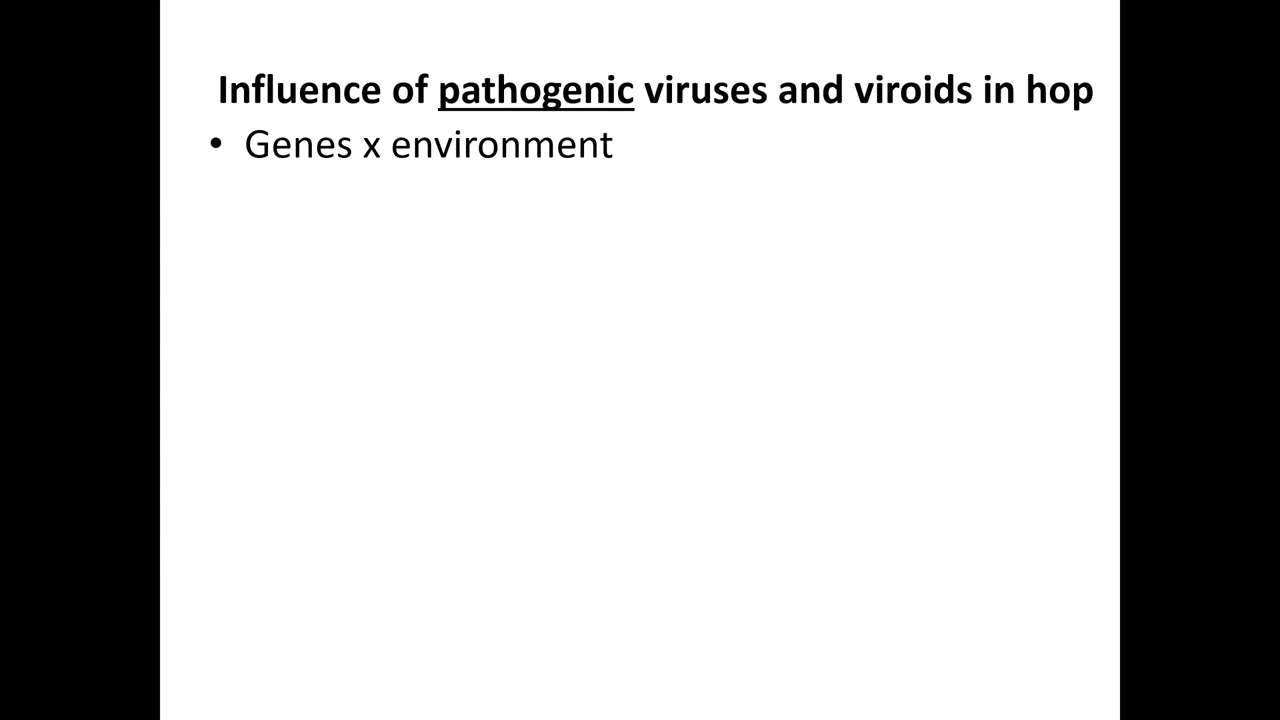 Influence of pathogenic viruses and viroids in hop
• Genes x environment